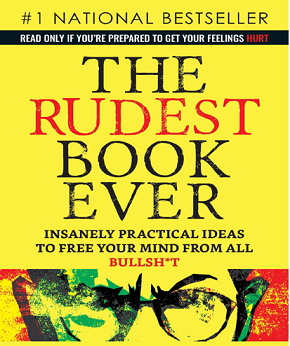 #1 NATIONAL BESTSELLER
READ ONLY IF YOU'RE PREPARED TO GET YOUR FEELINGS HURT
THE
RUDEST
BOOK
EVER
INSANELY PRACTICAL IDEAS
TO FREE YOUR MIND FROM ALL
BULLSH*T